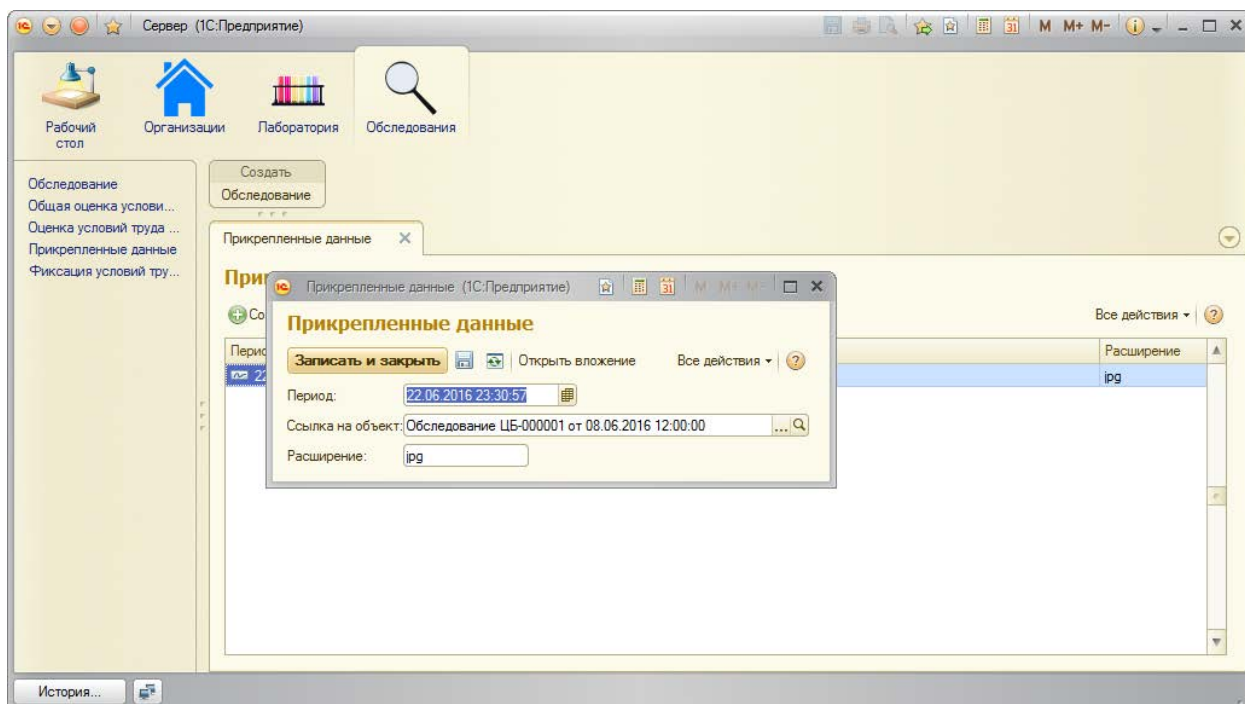 Сервер (1С:Предприятие)
M M+ M-
Рабочий
стол
Организации
Лаборатория
Обследования
Обследование
Общая оценка услови...
Оценка условий труда ...
Прикрепленные данные
Фиксация условий тру...
Создать
Обследование
Прикрепленные данные
Все действия
Расширение
jpg
Прикрепленные данные (1С:Предприятие)
M M+ M-
Прикрепленные данные
Записать и закрыть
Открыть вложение
Все действия
Период:
22.06.2016 23:30:57
Ссылка на объект:
Обследование ЦБ-000001 от 08.06.2016 12:00:00
...
Расширение:
jpg
История...